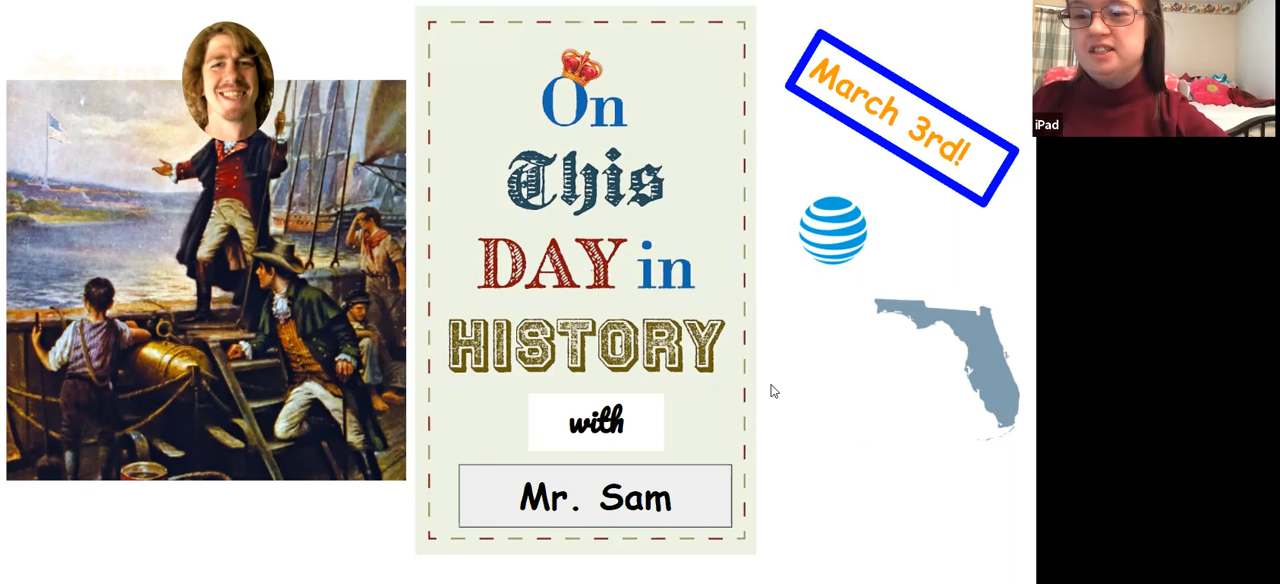 On
This
DAY in
HISTORY
with
Mr. Sam
March 3rd!
iPad